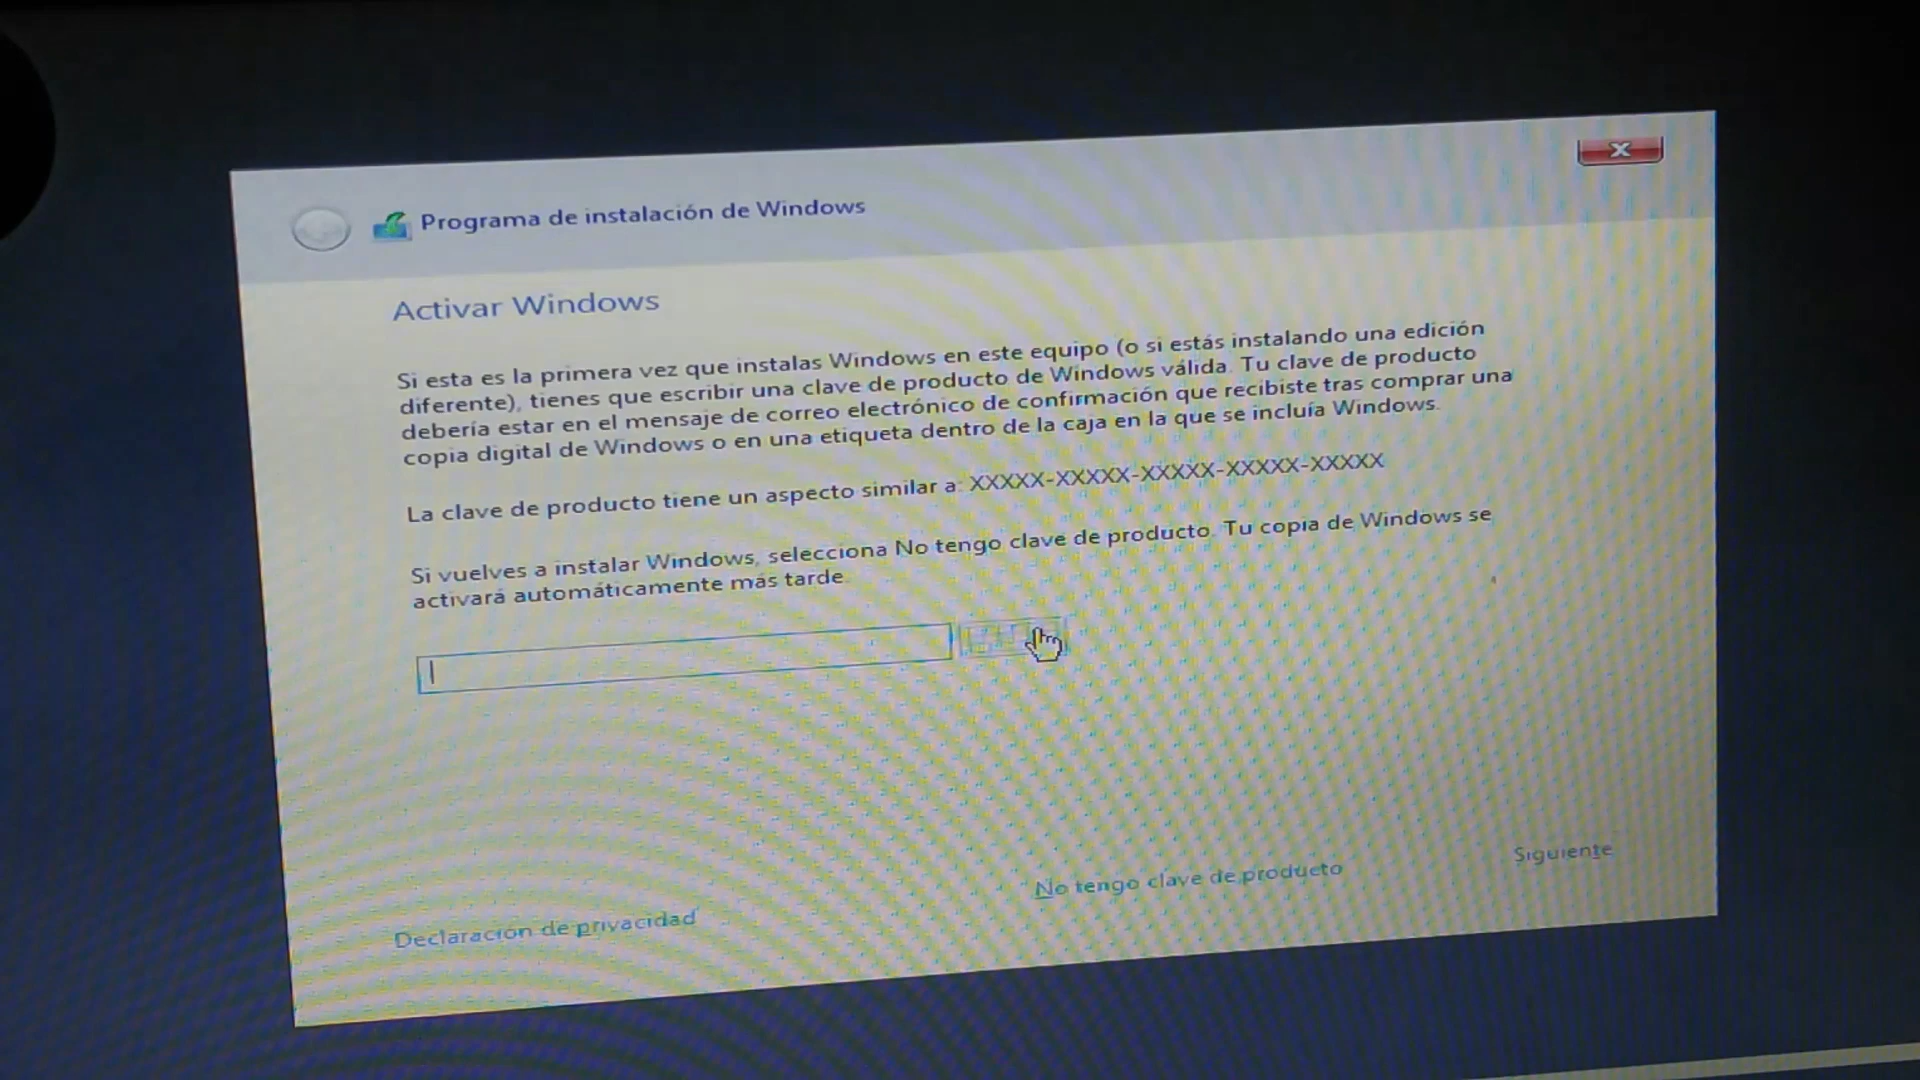 Programa de instalación de Windows
Activar Windows
Si esta es la primera vez que instalas Windows en este equipo (o si estás instalando una edición
diferente), tienes que escribir una clave de producto de Windows válida. Tu clave de producto
debería estar en el mensaje de correo electrónico de confirmación que recibiste tras comprar una
copia digital de Windows o en una etiqueta dentro de la caja en la que se incluía Windows.
La clave de producto tiene un aspecto similar a: XXXXX-XXXXX-XXXXX-XXXXX-XXXXX
Si vuelves a instalar Windows, selecciona No tengo clave de producto. Tu copia de Windows se
activará automáticamente más tarde.
No tengo clave de producto
Siguiente
Declaración de privacidad